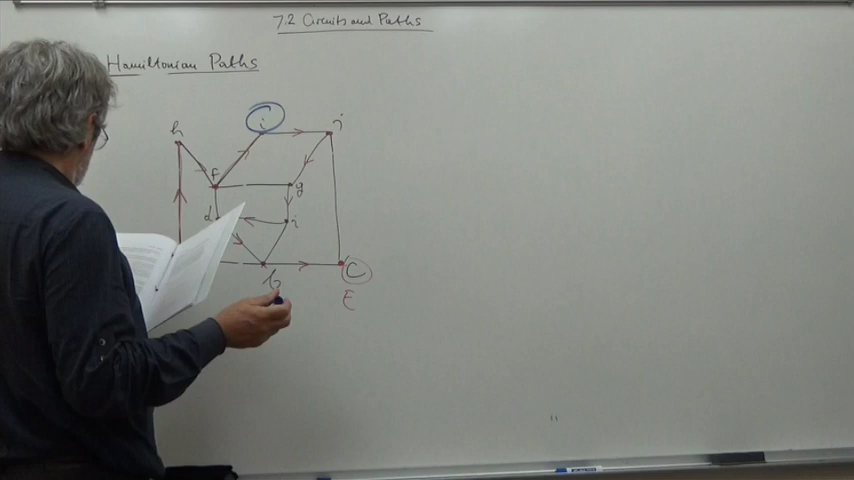 7.2 Circuits and Paths
Hamiltonian Paths
h
i
j
f
g
d
i
b
C
E